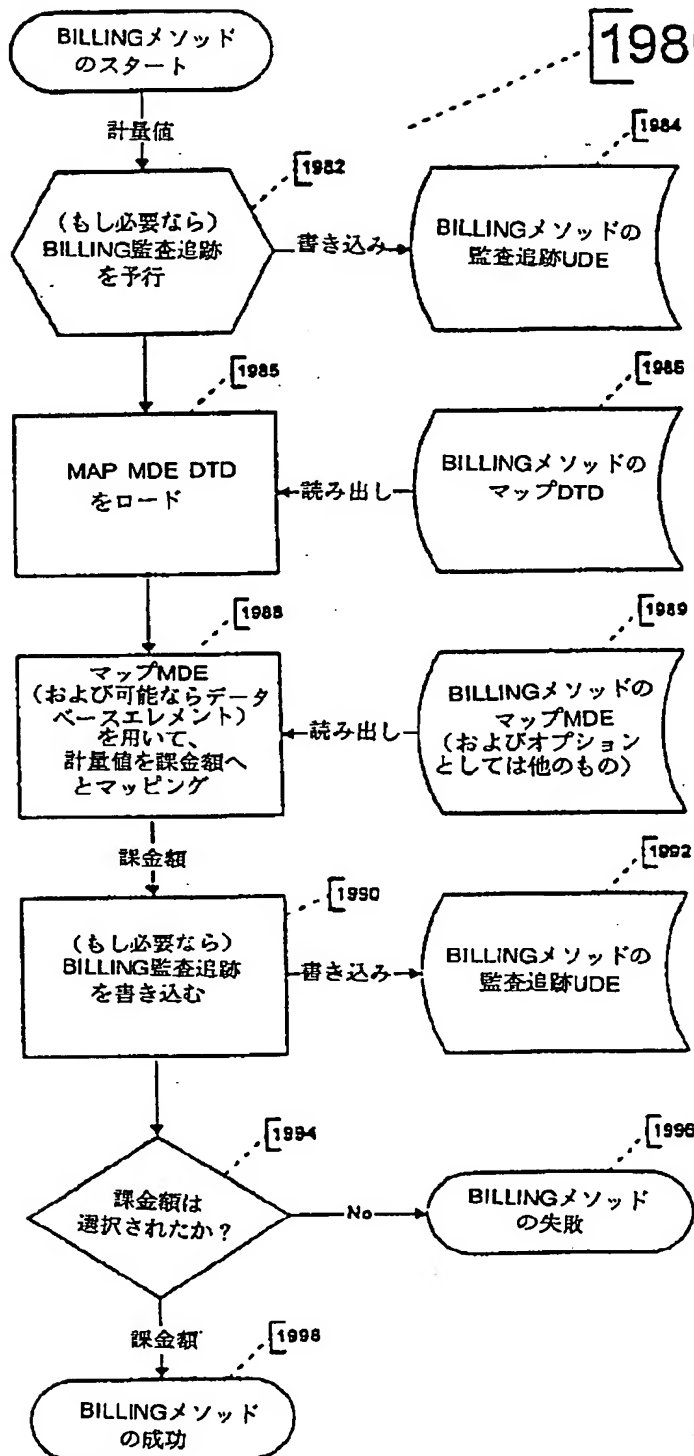 BILLINGメソッド
のスタート
198
計量値
1984
1982
(もし必要なら)
BILLING監査追跡
を予行
書き込み
BILLINGメソッドの
監査追跡UDE
1985
1986
MAP MDE DTD
をロード
読み出し
BILLINGメソッドの
マップDTD
1988
1989
マップMDE
(および可能ならデータ
ベースエレメント)
を用いて、
計量値を課金額へ
とマッピング
読み出し
BILLINGメソッドの
マップMDE
(およびオプション
としては他のもの)
課金額
1990
1992
(もし必要なら)
BILLING監査追跡
を書き込む
書き込み
BILLINGメソッドの
監査追跡UDE
1994
1996
課金額は
選択されたか?
No
BILLINGメソッド
の失敗
課金額
1998
BILLINGメソッド
の成功